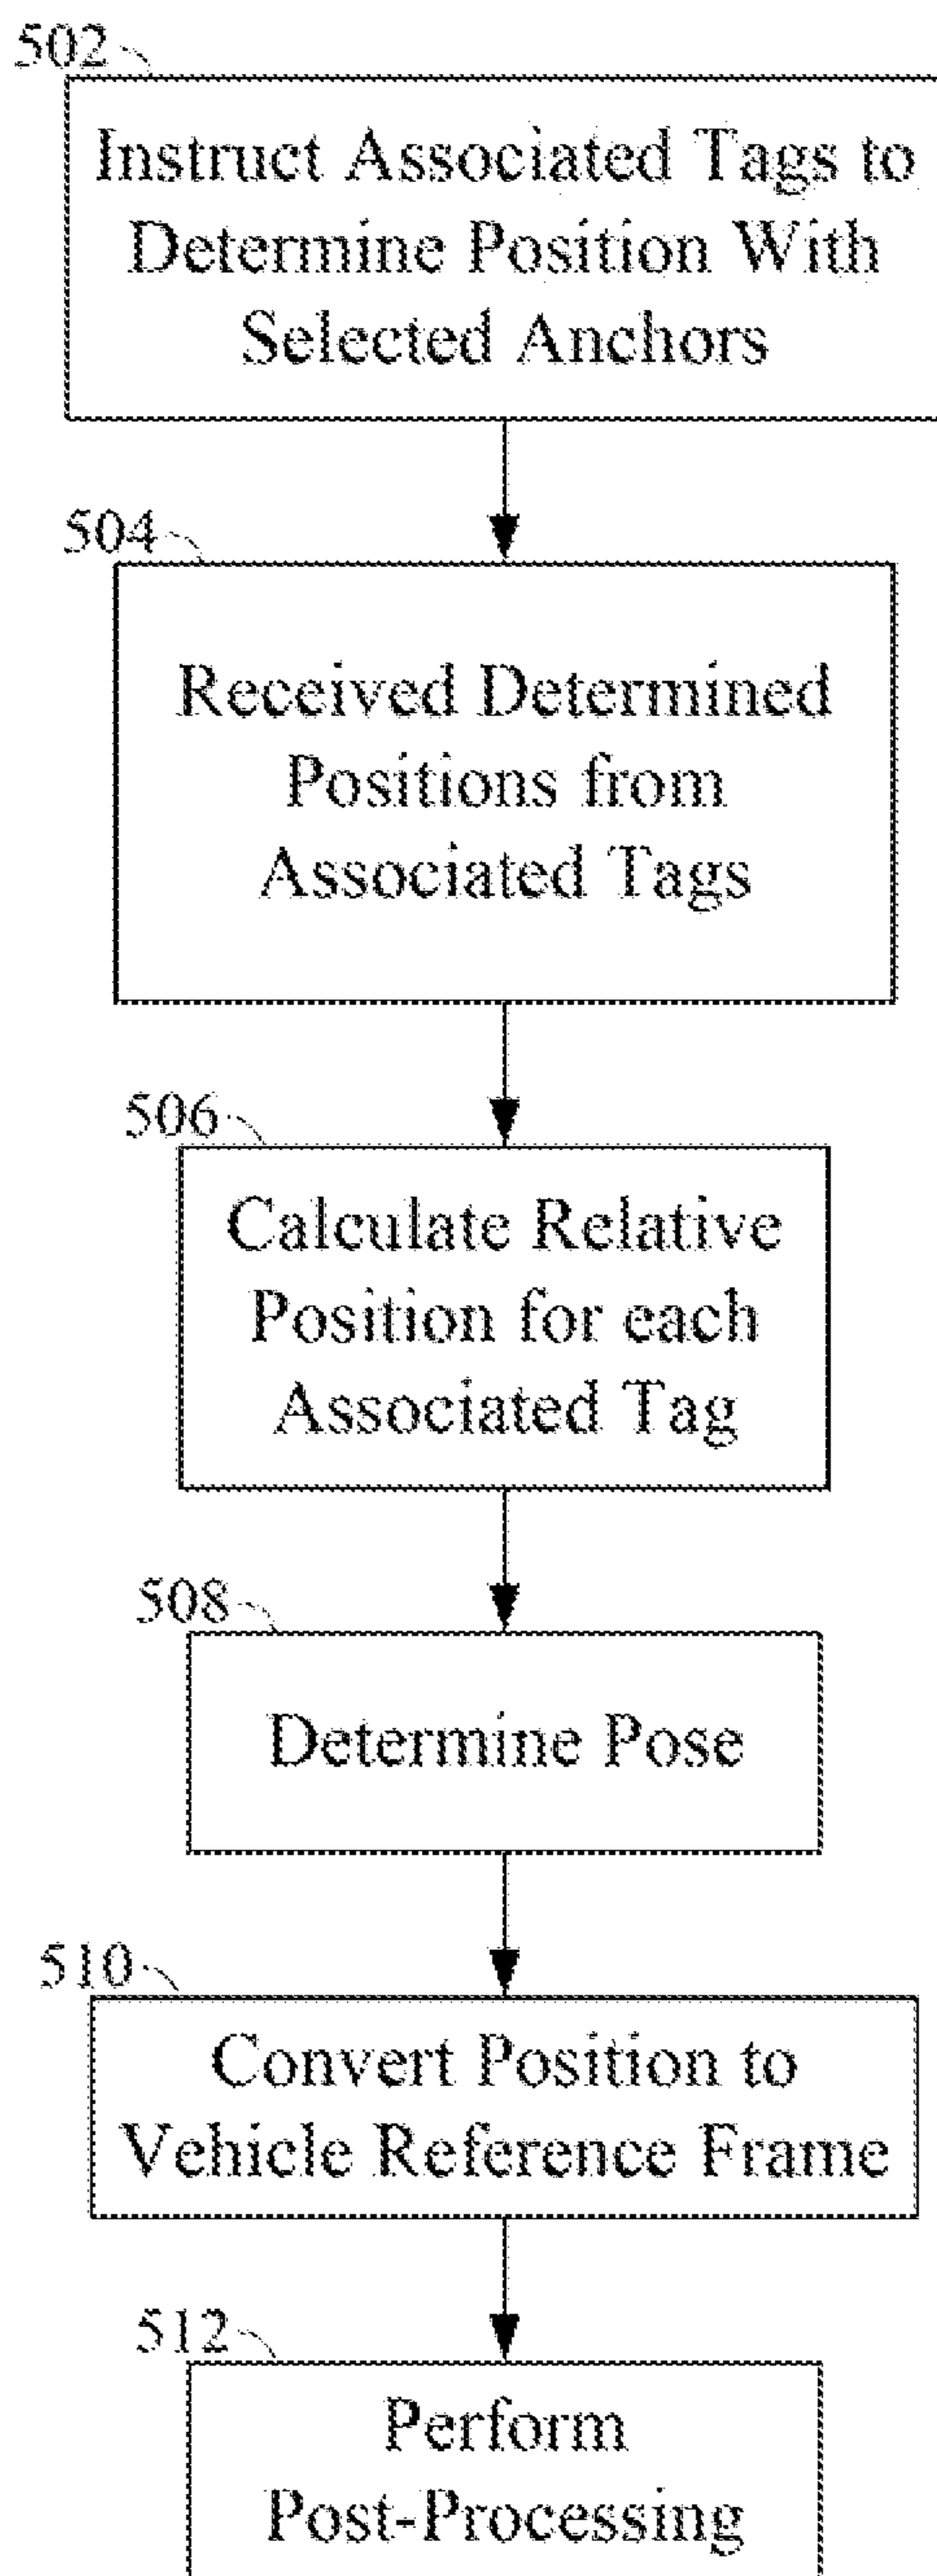 502
Instruct Associated Tags to
Determine Position With
Selected Anchors
504
Received Determined
Positions from
Associated Tags
506
Calculate Relative
Position for each
Associated Tag
508
Determine Pose
510
Convert Position to
Vehicle Reference Frame
512
Perform
Post-Processing